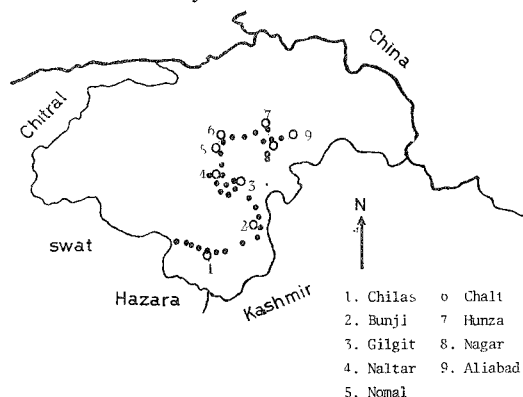 China
Chitral
7
6
9
5
8
4
3
N
2
swat
1
Hazara
Kashmir
1. Chilas 6 Chalt
2. Bunji 7 Hunza
3. Gilgit 8. Nagar
4. Naltar 9. Aliabad
5. Nomal